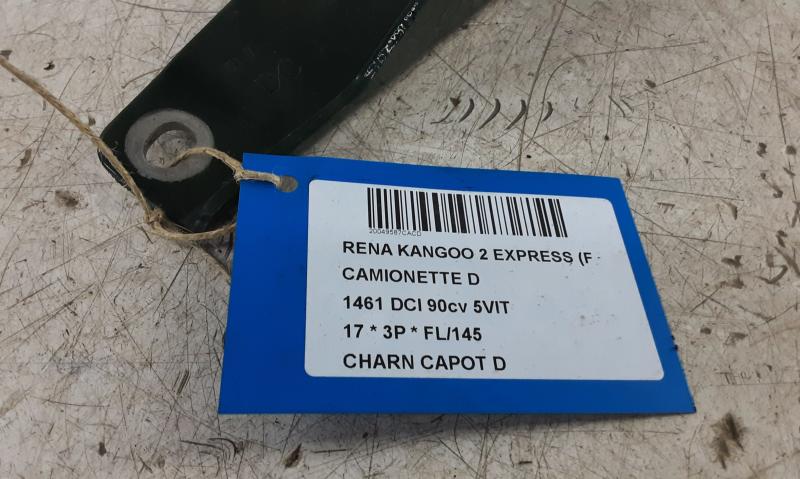 20049587CACD
RENA KANGOO 2 EXPRESS (F
CAMIONETTE D
1461 DCI 90cv 5VIT
17 * 3P * FL/145
CHARN CAPOT D